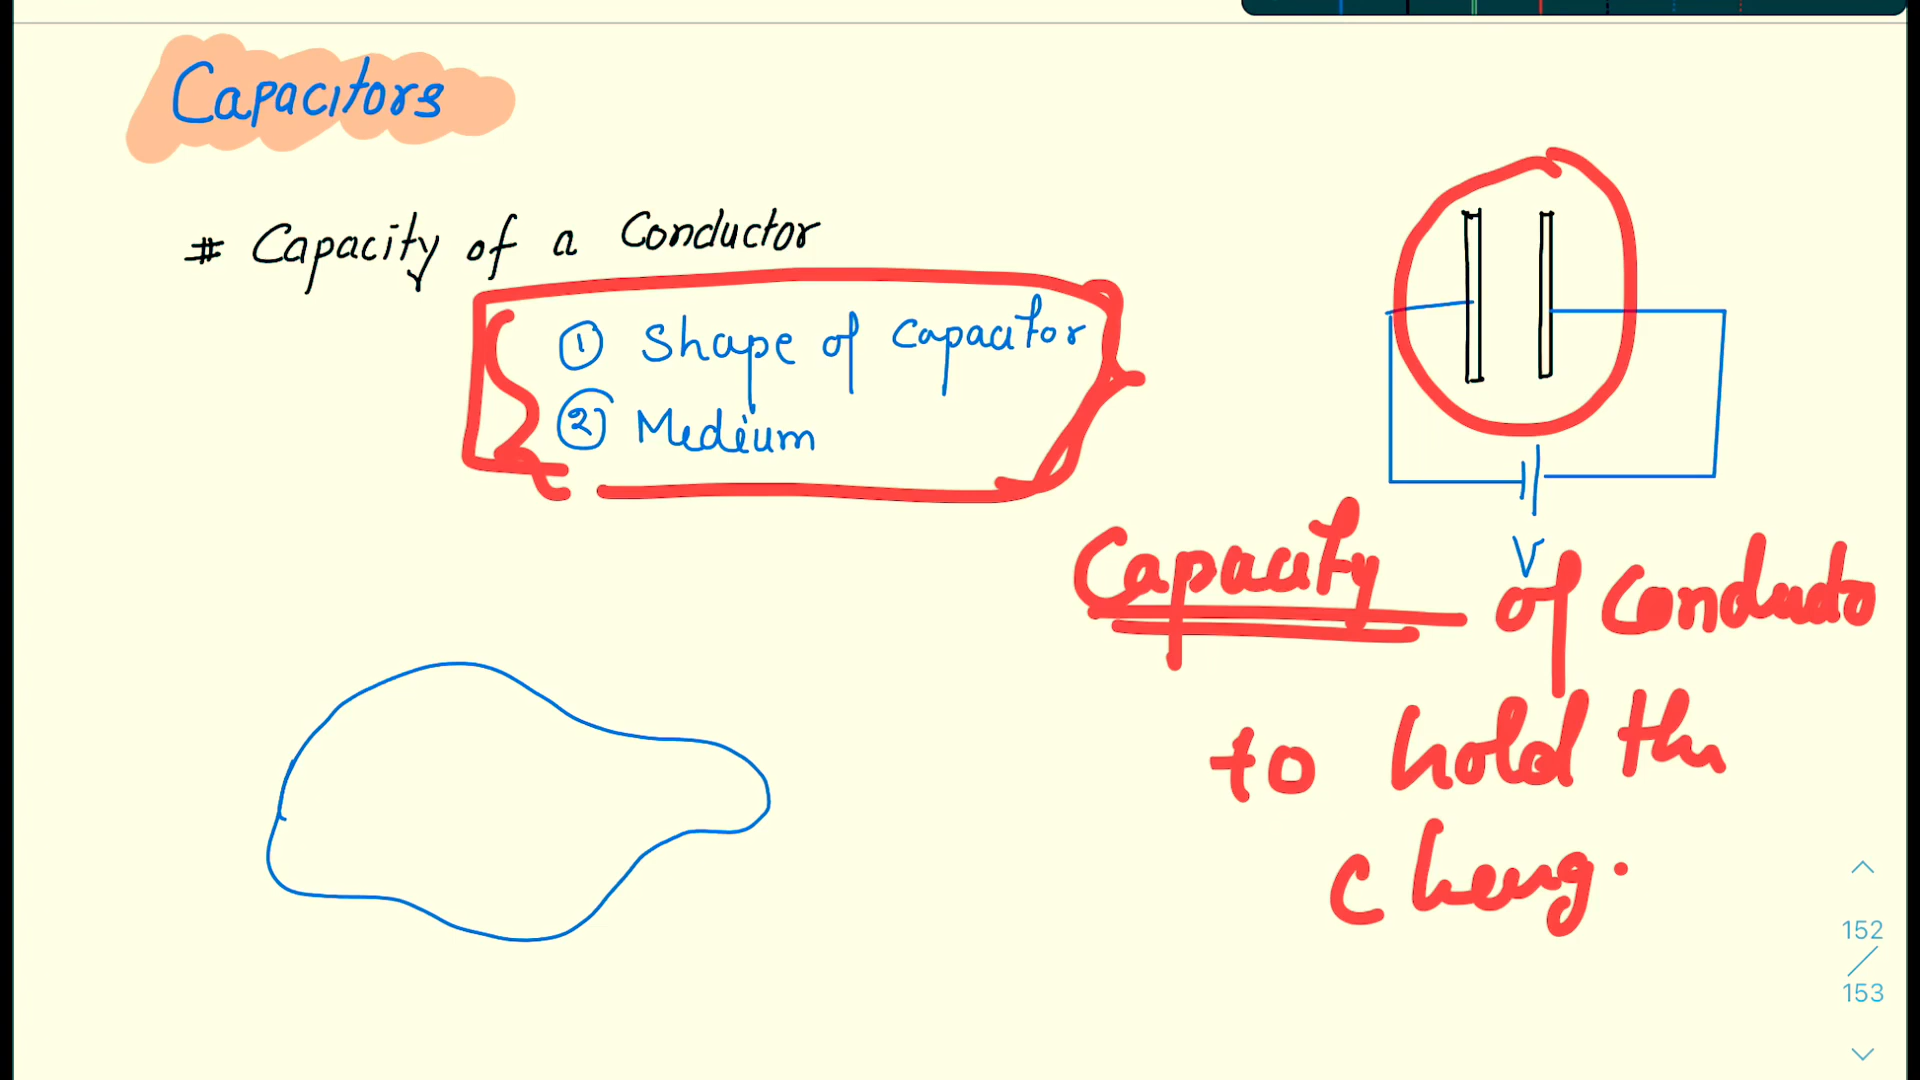 Capacitors
# Capacity of a Conductor
① Shape of Capacitor
② Medium
V
Capacity of Conducto
to hold the
Charg.
152
/
153